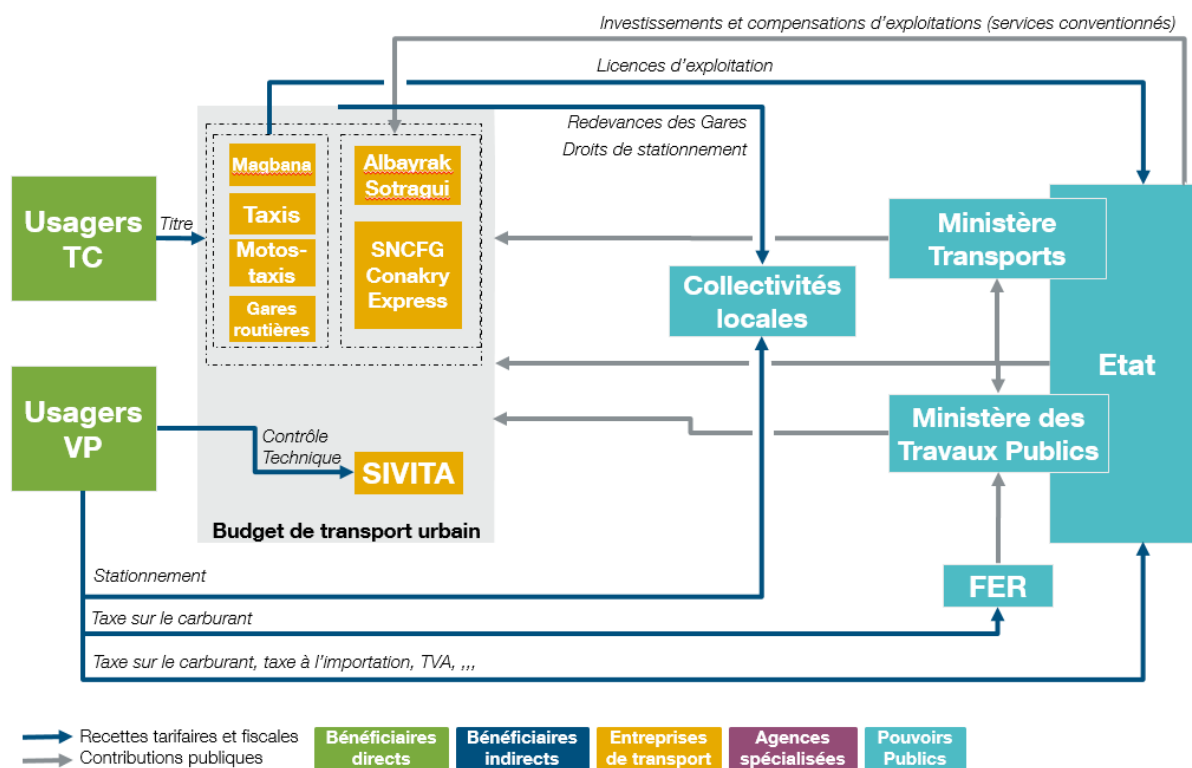 Investissements et compensations d’exploitations (services conventionnés)
Licences d’exploitation
Redevances des Gares
Droits de stationnement
Usagers
TC
Titre
Magbana
Taxis
Motos-
taxis
Gares
routières
Albayrak
Sotragui
SNCFG
Conakry
Express
Collectivités
locales
Ministère
Transports
Etat
Ministère des
Travaux Publics
Usagers
VP
Contrôle
Technique
SIVITA
Budget de transport urbain
FER
Stationnement
Taxe sur le carburant
Taxe sur le carburant, taxe à l’importation, TVA, ,,,
Recettes tarifaires et fiscales
Contributions publiques
Bénéficiaires
directs
Bénéficiaires
indirects
Entreprises
de transport
Agences
spécialisées
Pouvoirs
Publics